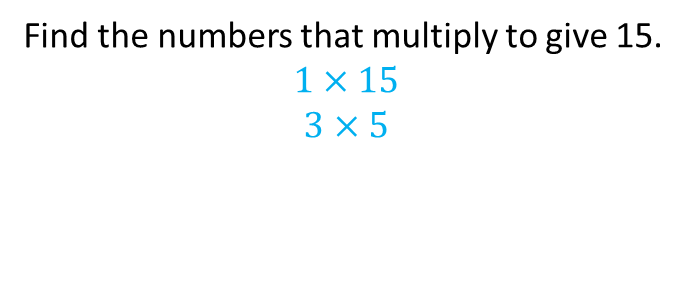 Find the numbers that multiply to give 15.
1 × 15
3 × 5